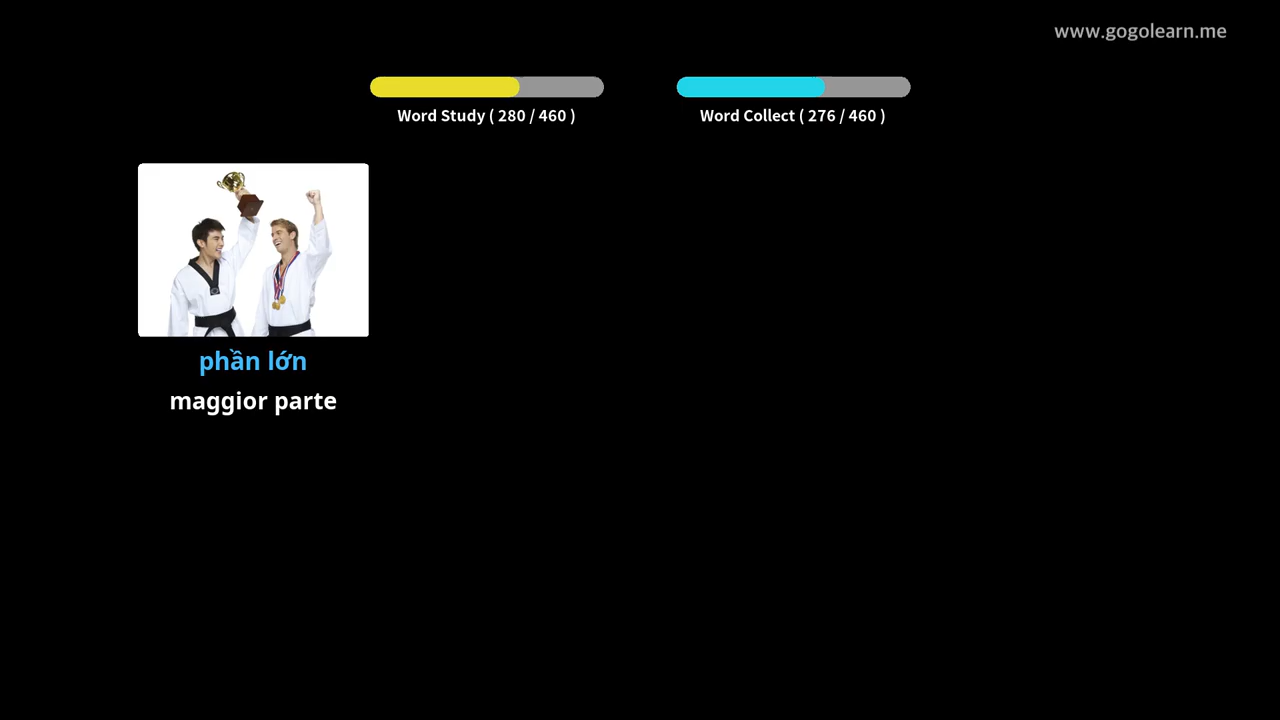 www.gogolearn.me
Word Study ( 280 / 460 )
Word Collect ( 276 / 460 )
phần lớn
maggior parte